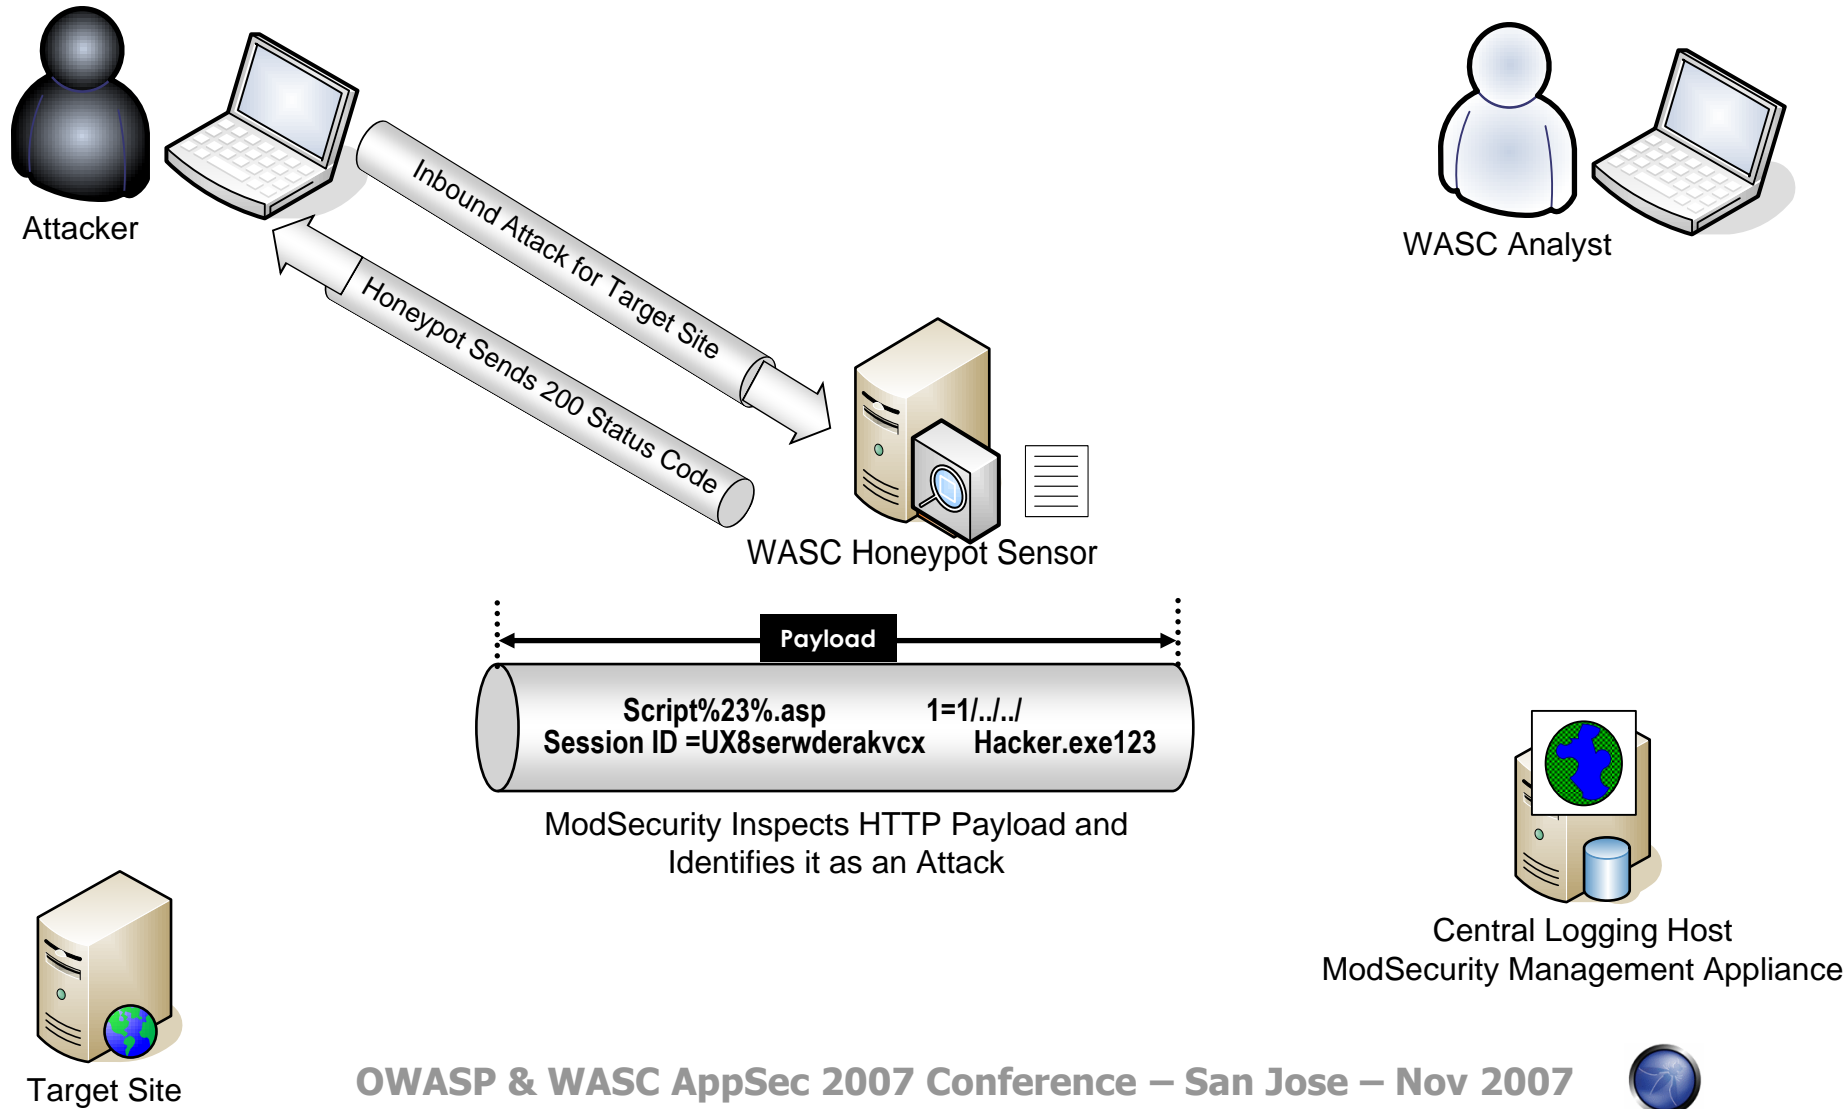 Attacker
WASC Analyst
Inbound Attack for Target Site
Honeypot Sends 200 Status Code
WASC Honeypot Sensor
Payload
Script%23%.asp 1=1/../../
Session ID =UX8serwderakvcx Hacker.exe123
ModSecurity Inspects HTTP Payload and
Identifies it as an Attack
Central Logging Host
ModSecurity Management Appliance
Target Site
OWASP & WASC AppSec 2007 Conference – San Jose – Nov 2007